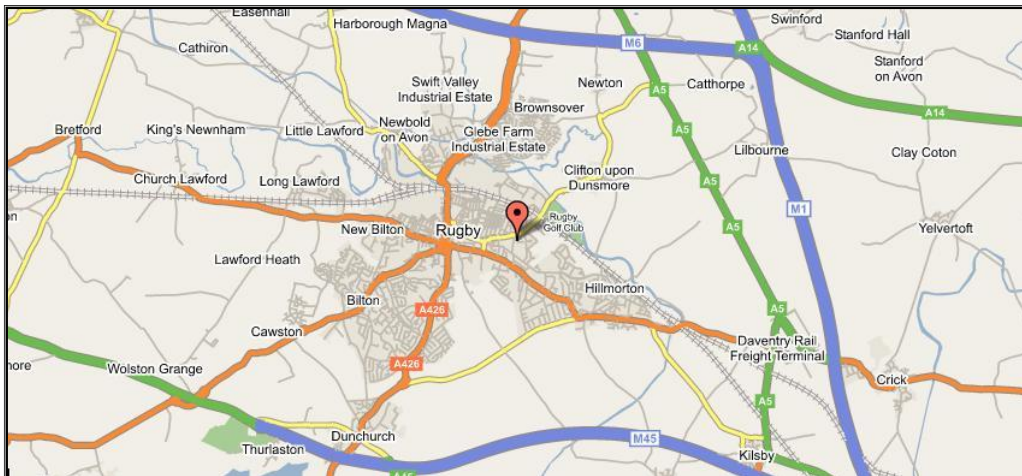 Easenhall
Harborough Magna
Swinford
Stanford Hall
M6
A14
Cathiron
Stanford
on Avon
Swift Valley
Industrial Estate
Newton
Catthorpe
A5
Brownsover
A14
Bretford
King's Newnham
Little Lawford
Newbold
on Avon
Glebe Farm
Industrial Estate
A5
Lilbourne
Clay Coton
Church Lawford
Long Lawford
Clifton upon
Dunsmore
A5
M1
Rugby
Golf Club
New Bilton
Rugby
A5
Yelvertoft
Lawford Heath
Hillmorton
Bilton
A426
A5
Cawston
Daventry Rail
Freight Terminal
more
Wolston Grange
A426
Crick
A5
Dunchurch
M45
Thurlaston
Kilsby